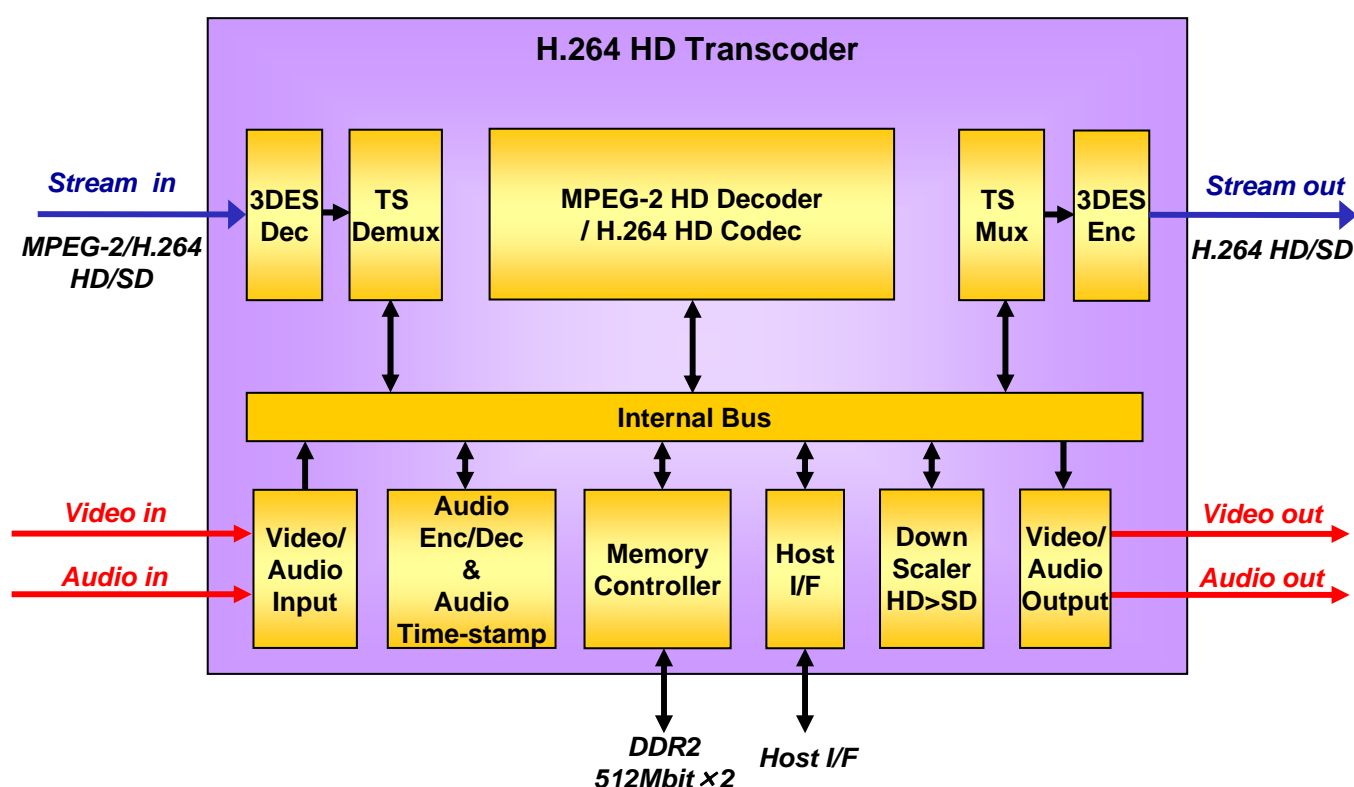 H.264 HD Transcoder
Stream in
MPEG-2/H.264
HD/SD
3DES
Dec
TS
Demux
MPEG-2 HD Decoder
/ H.264 HD Codec
TS
Mux
3DES
Enc
Stream out
H.264 HD/SD
Internal Bus
Video in
Audio in
Video/
Audio
Input
Audio
Enc/Dec
&
Audio
Time-stamp
Memory
Controller
Host
I/F
Down
Scaler
HD>SD
Video/
Audio
Output
Video out
Audio out
DDR2
512Mbit×2
Host I/F